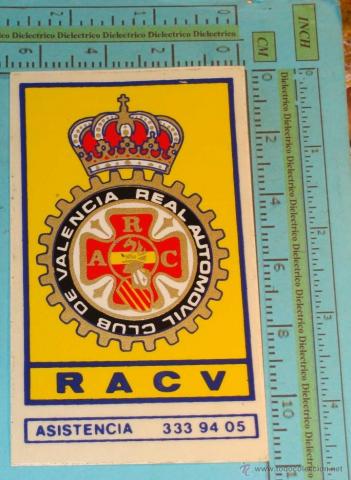 Dielectrico Dielectrico Dielectrico Dielectrico Dielectrico
INCH
CM
REAL AUTOMOVIL CLUB DE VALENCIA
R
A C
RACV
ASISTENCIA 333 94 05
© www.todocoleccion.net